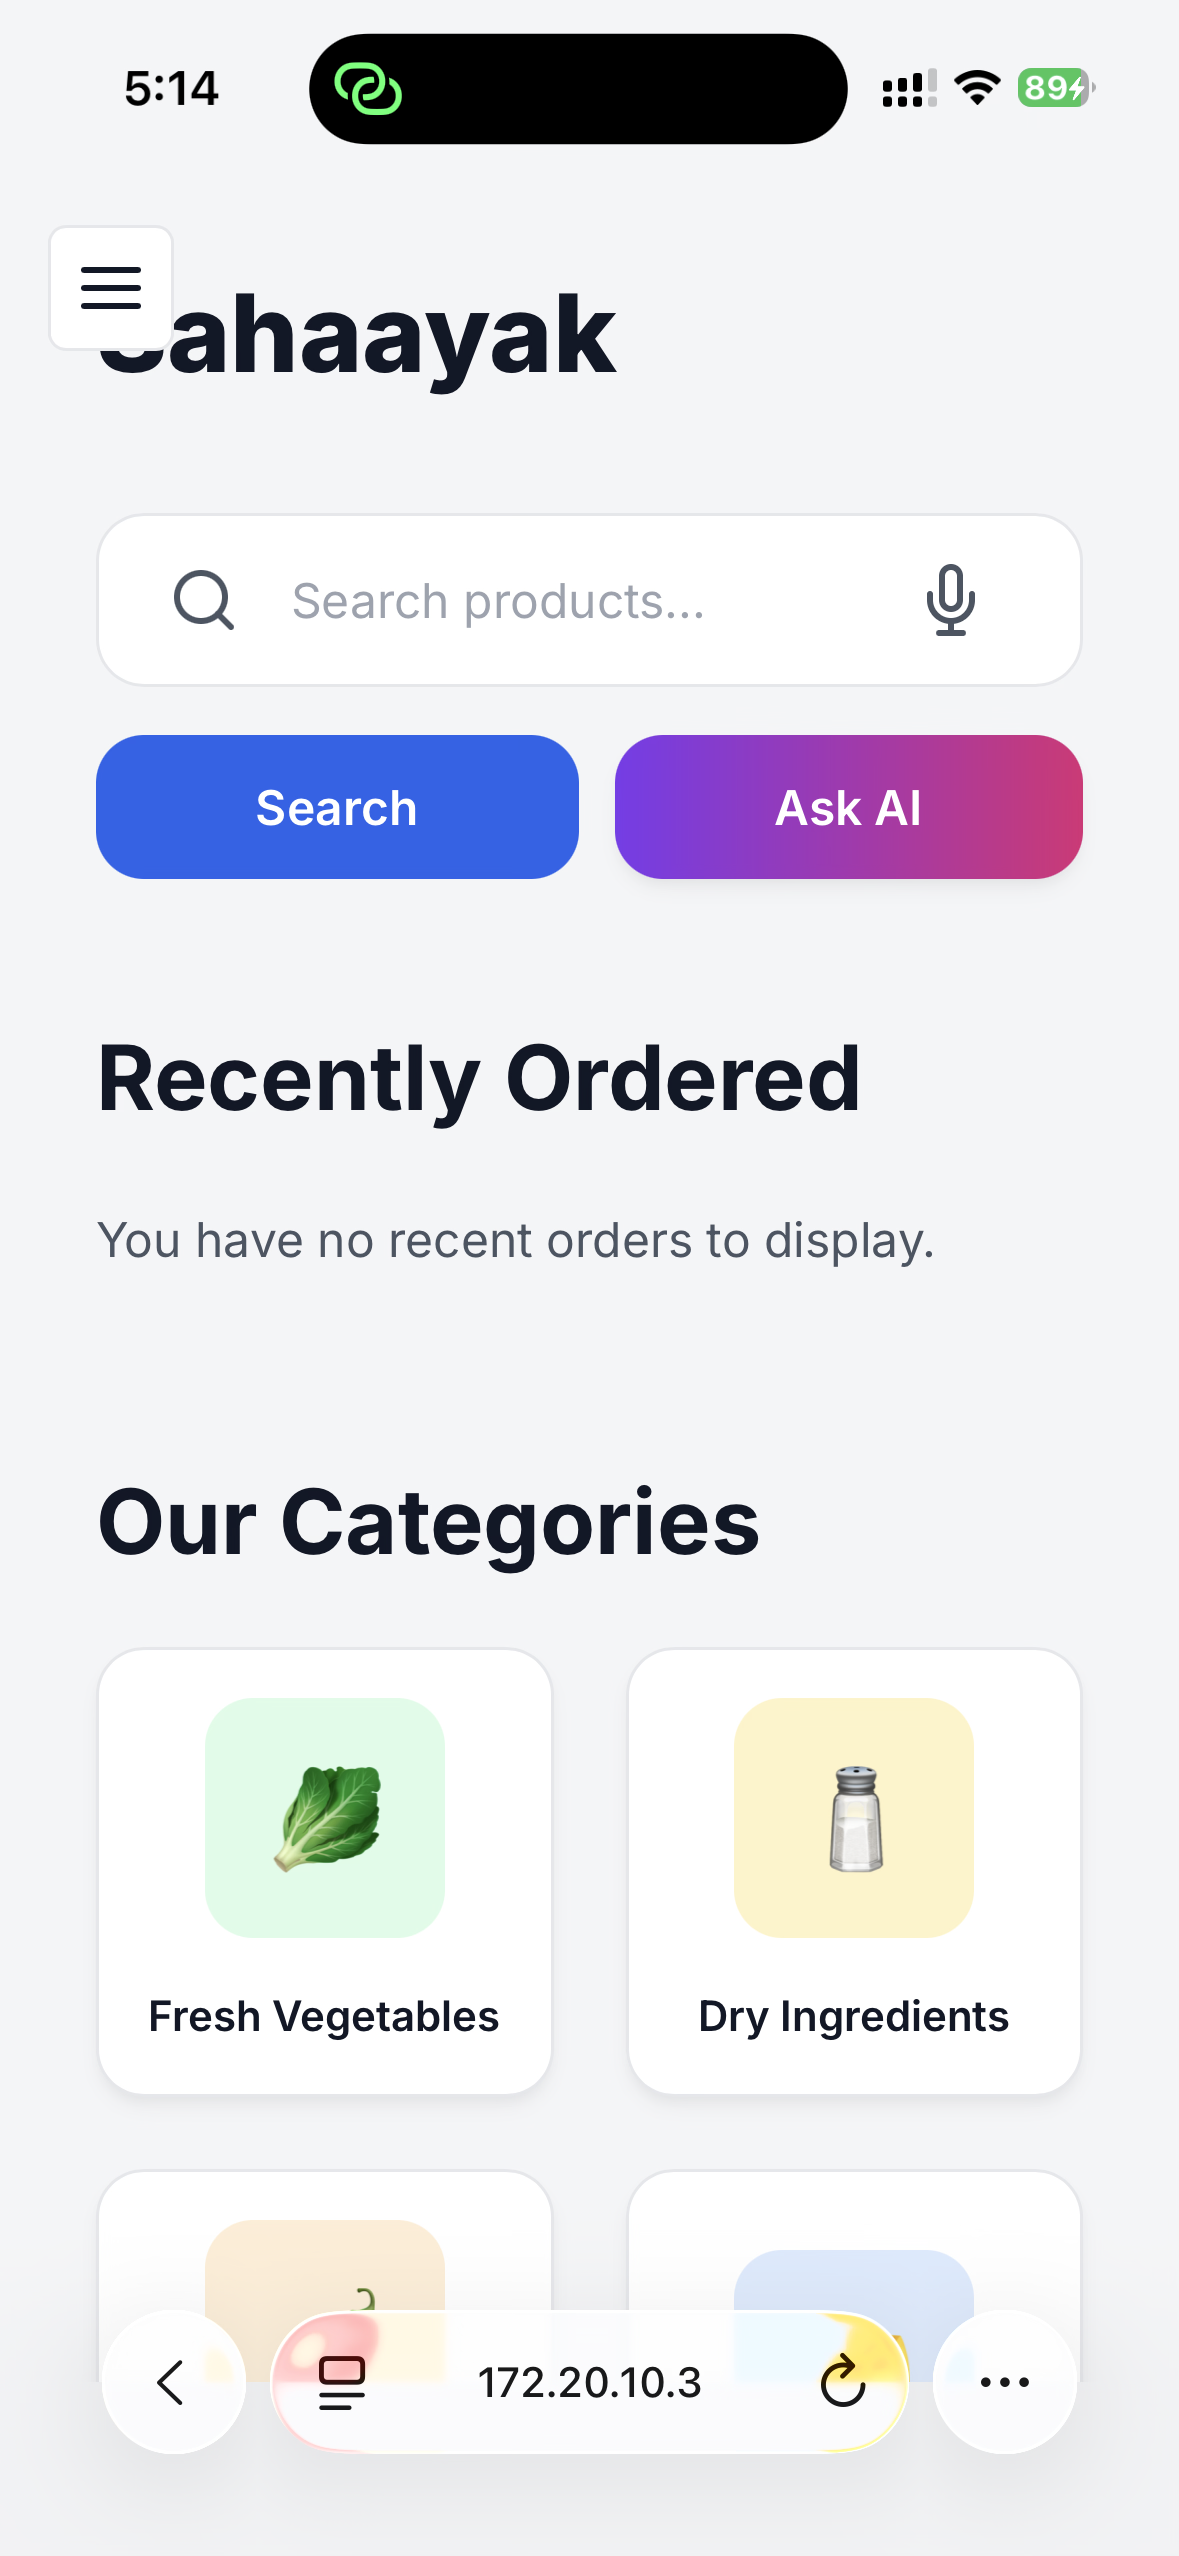 5:14
89
Sahaayak
Search products...
Search
Ask AI
Recently Ordered
You have no recent orders to display.
Our Categories
Fresh Vegetables
Dry Ingredients
172.20.10.3